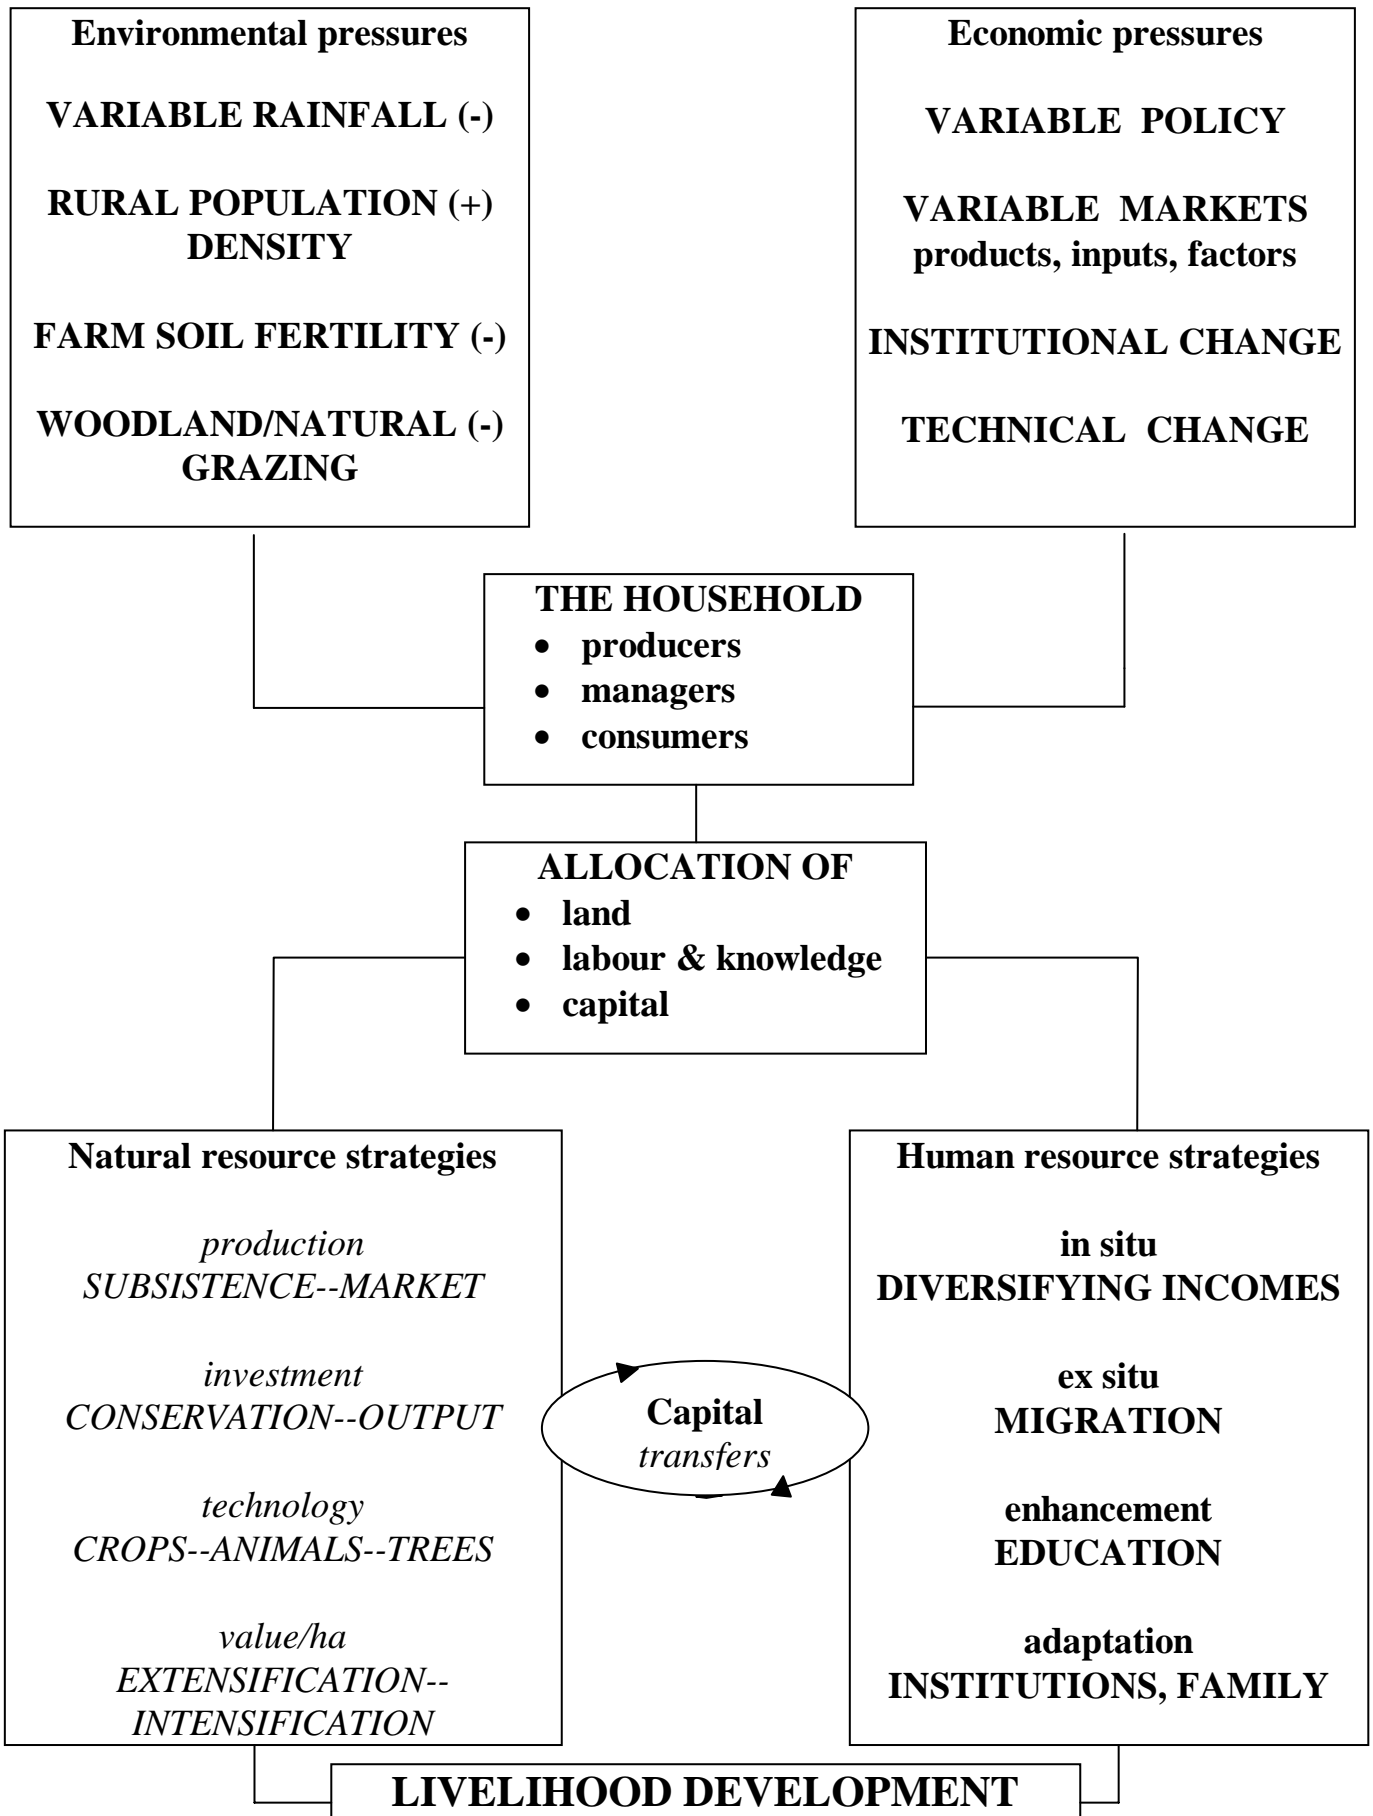 Environmental pressures
VARIABLE RAINFALL (-)
RURAL POPULATION (+)
DENSITY
FARM SOIL FERTILITY (-)
WOODLAND/NATURAL (-)
GRAZING
Economic pressures
VARIABLE POLICY
VARIABLE MARKETS
products, inputs, factors
INSTITUTIONAL CHANGE
TECHNICAL CHANGE
THE HOUSEHOLD
• producers
• managers
• consumers
ALLOCATION OF
• land
• labour & knowledge
• capital
Natural resource strategies
production
SUBSISTENCE--MARKET
investment
CONSERVATION--OUTPUT
technology
CROPS--ANIMALS--TREES
value/ha
EXTENSIFICATION--
INTENSIFICATION
Capital
transfers
Human resource strategies
in situ
DIVERSIFYING INCOMES
ex situ
MIGRATION
enhancement
EDUCATION
adaptation
INSTITUTIONS, FAMILY
LIVELIHOOD DEVELOPMENT